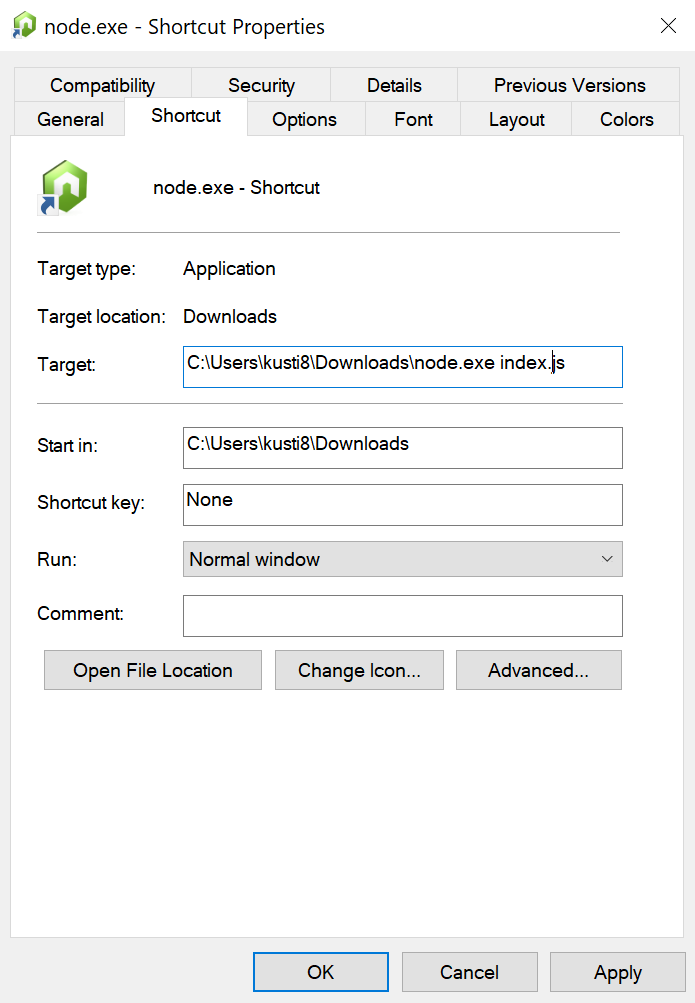 node.exe - Shortcut Properties
Compatibility Security Details Previous Versions
General Shortcut Options Font Layout Colors
node.exe - Shortcut
Target type: Application
Target location: Downloads
Target: C:\Users\kusti8\Downloads\node.exe index.js
Start in: C:\Users\kusti8\Downloads
Shortcut key: None
Run: Normal window
Comment:
Open File Location Change Icon... Advanced...
OK Cancel Apply